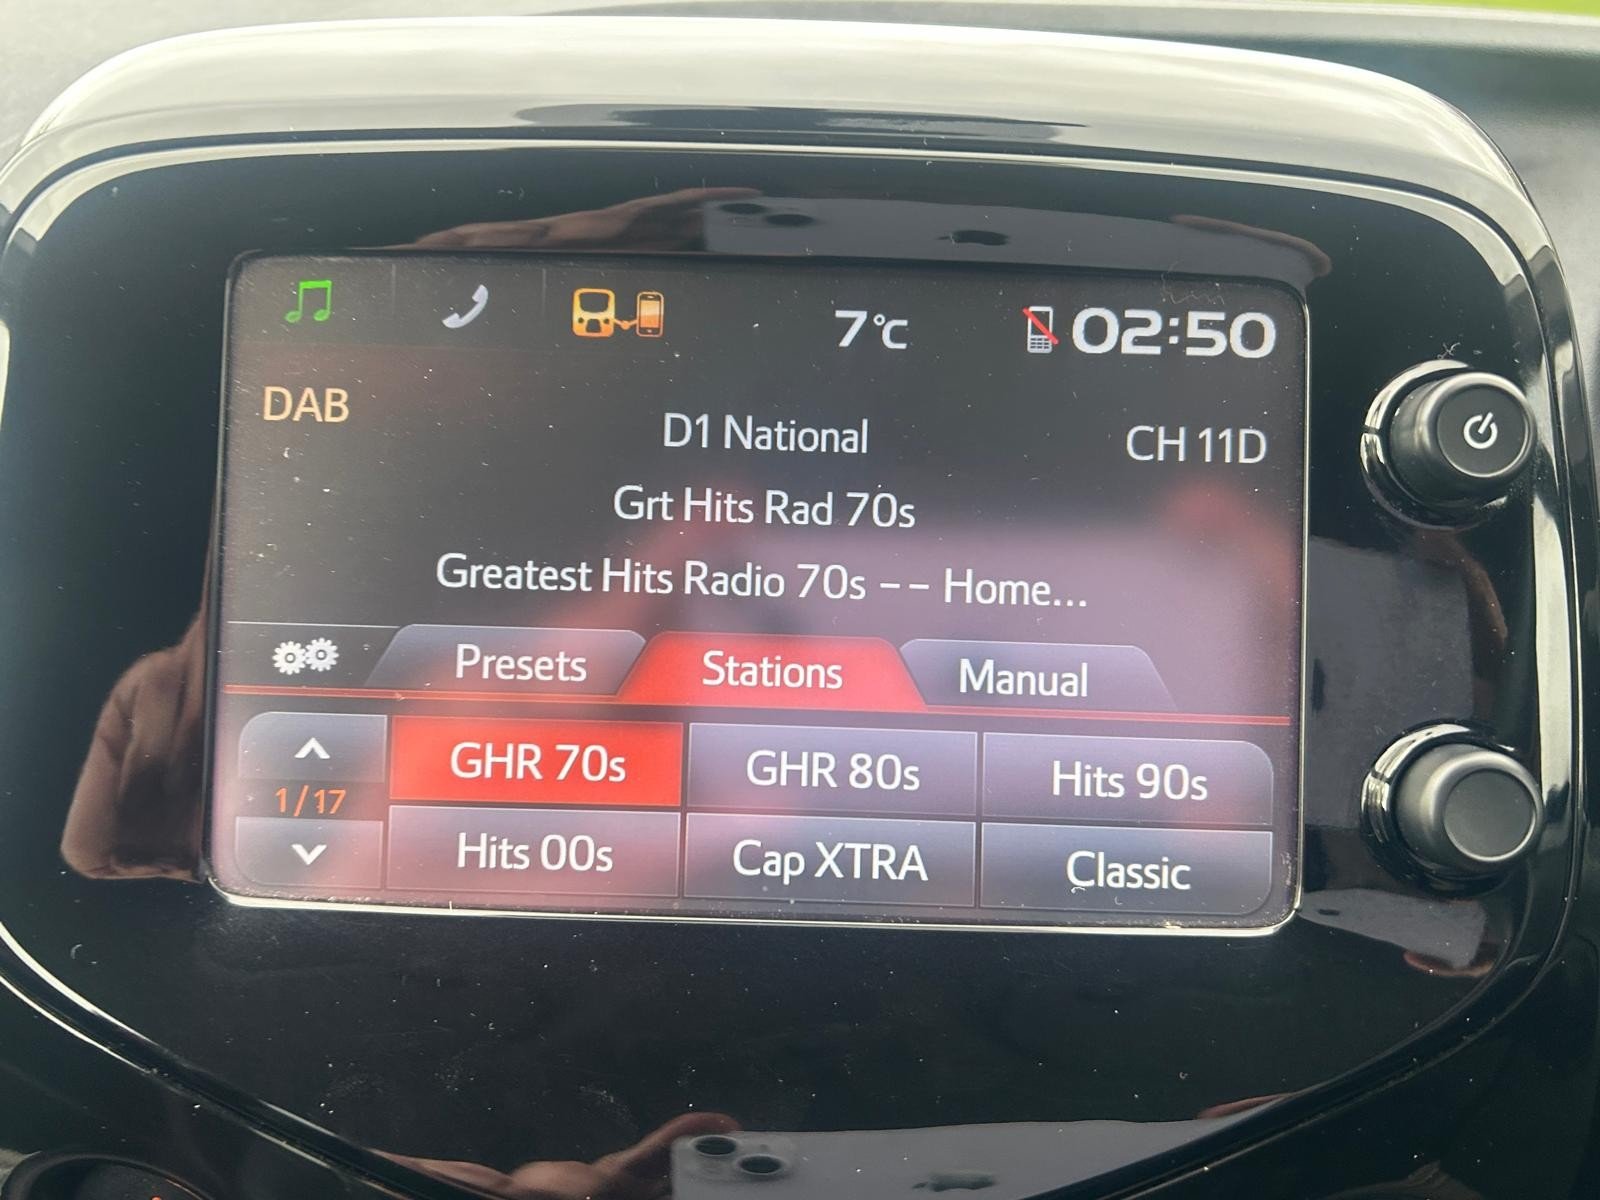 7°C
02:50
DAB
D1 National
CH 11D
Grt Hits Rad 70s
Greatest Hits Radio 70s -- Home...
Presets
Stations
Manual
1/17
GHR 70s
GHR 80s
Hits 90s
Hits 00s
Cap XTRA
Classic